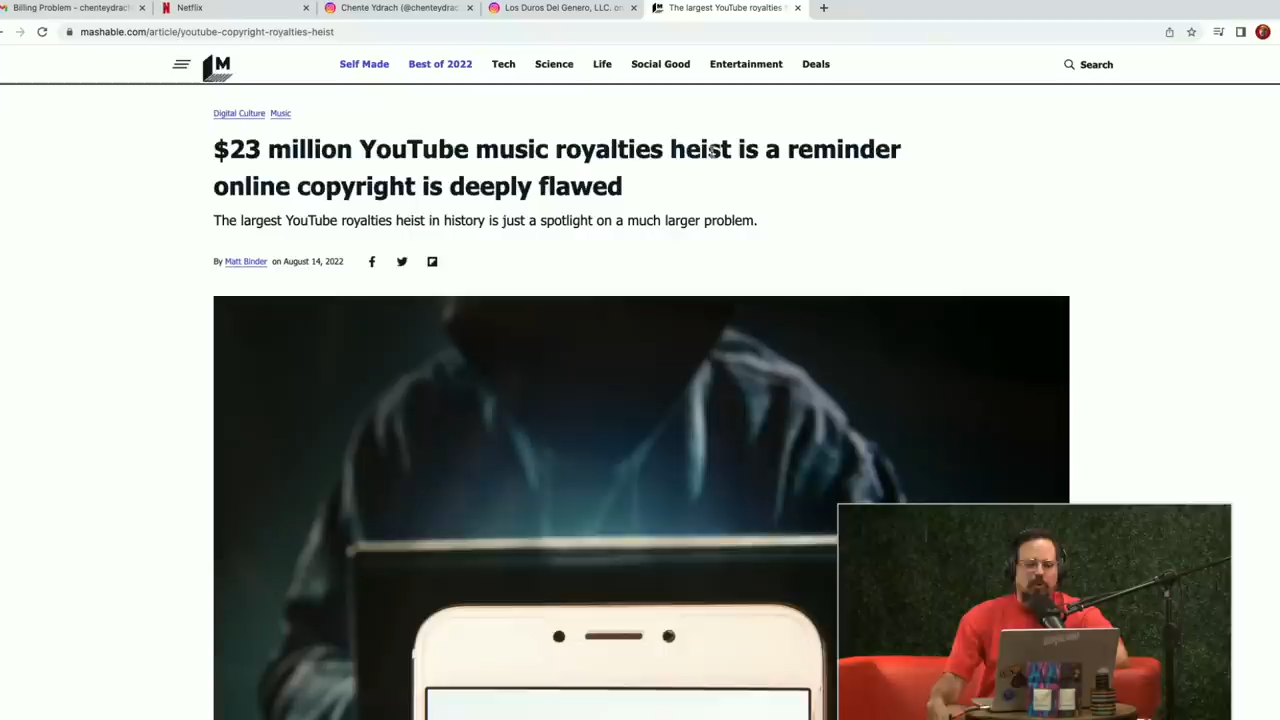 Billing Problem - chenteydrach
Netflix
Chente Ydrach (@chenteydrac
Los Duros Del Genero, LLC. on
The largest YouTube royalties h
mashable.com/article/youtube-copyright-royalties-heist
M
Self Made
Best of 2022
Tech
Science
Life
Social Good
Entertainment
Deals
Search
Digital Culture Music
$23 million YouTube music royalties heist is a reminder
online copyright is deeply flawed
The largest YouTube royalties heist in history is just a spotlight on a much larger problem.
By Matt Binder on August 14, 2022